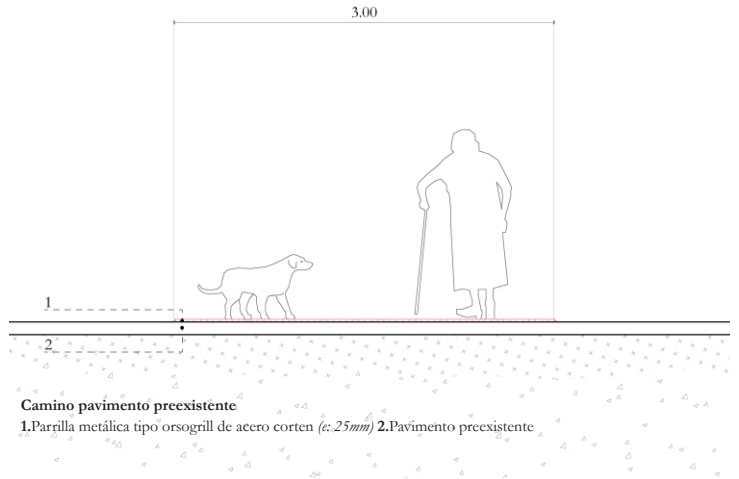 3.00
1
2
Camino pavimento preexistente
1.Parrilla metálica tipo orsogrill de acero corten (e: 25mm) 2.Pavimento preexistente